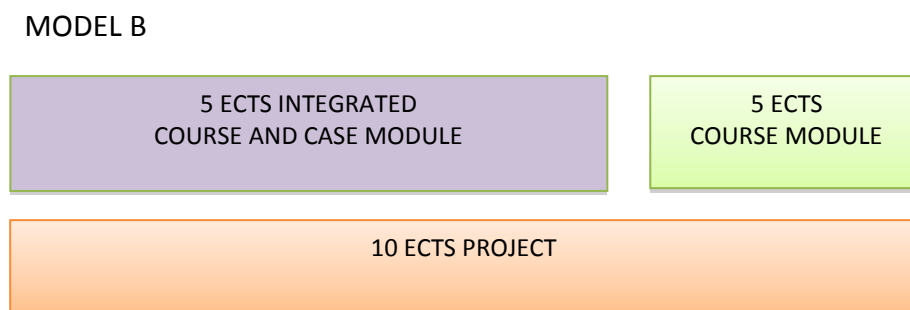 MODEL B
5 ECTS INTEGRATED
COURSE AND CASE MODULE
5 ECTS
COURSE MODULE
10 ECTS PROJECT